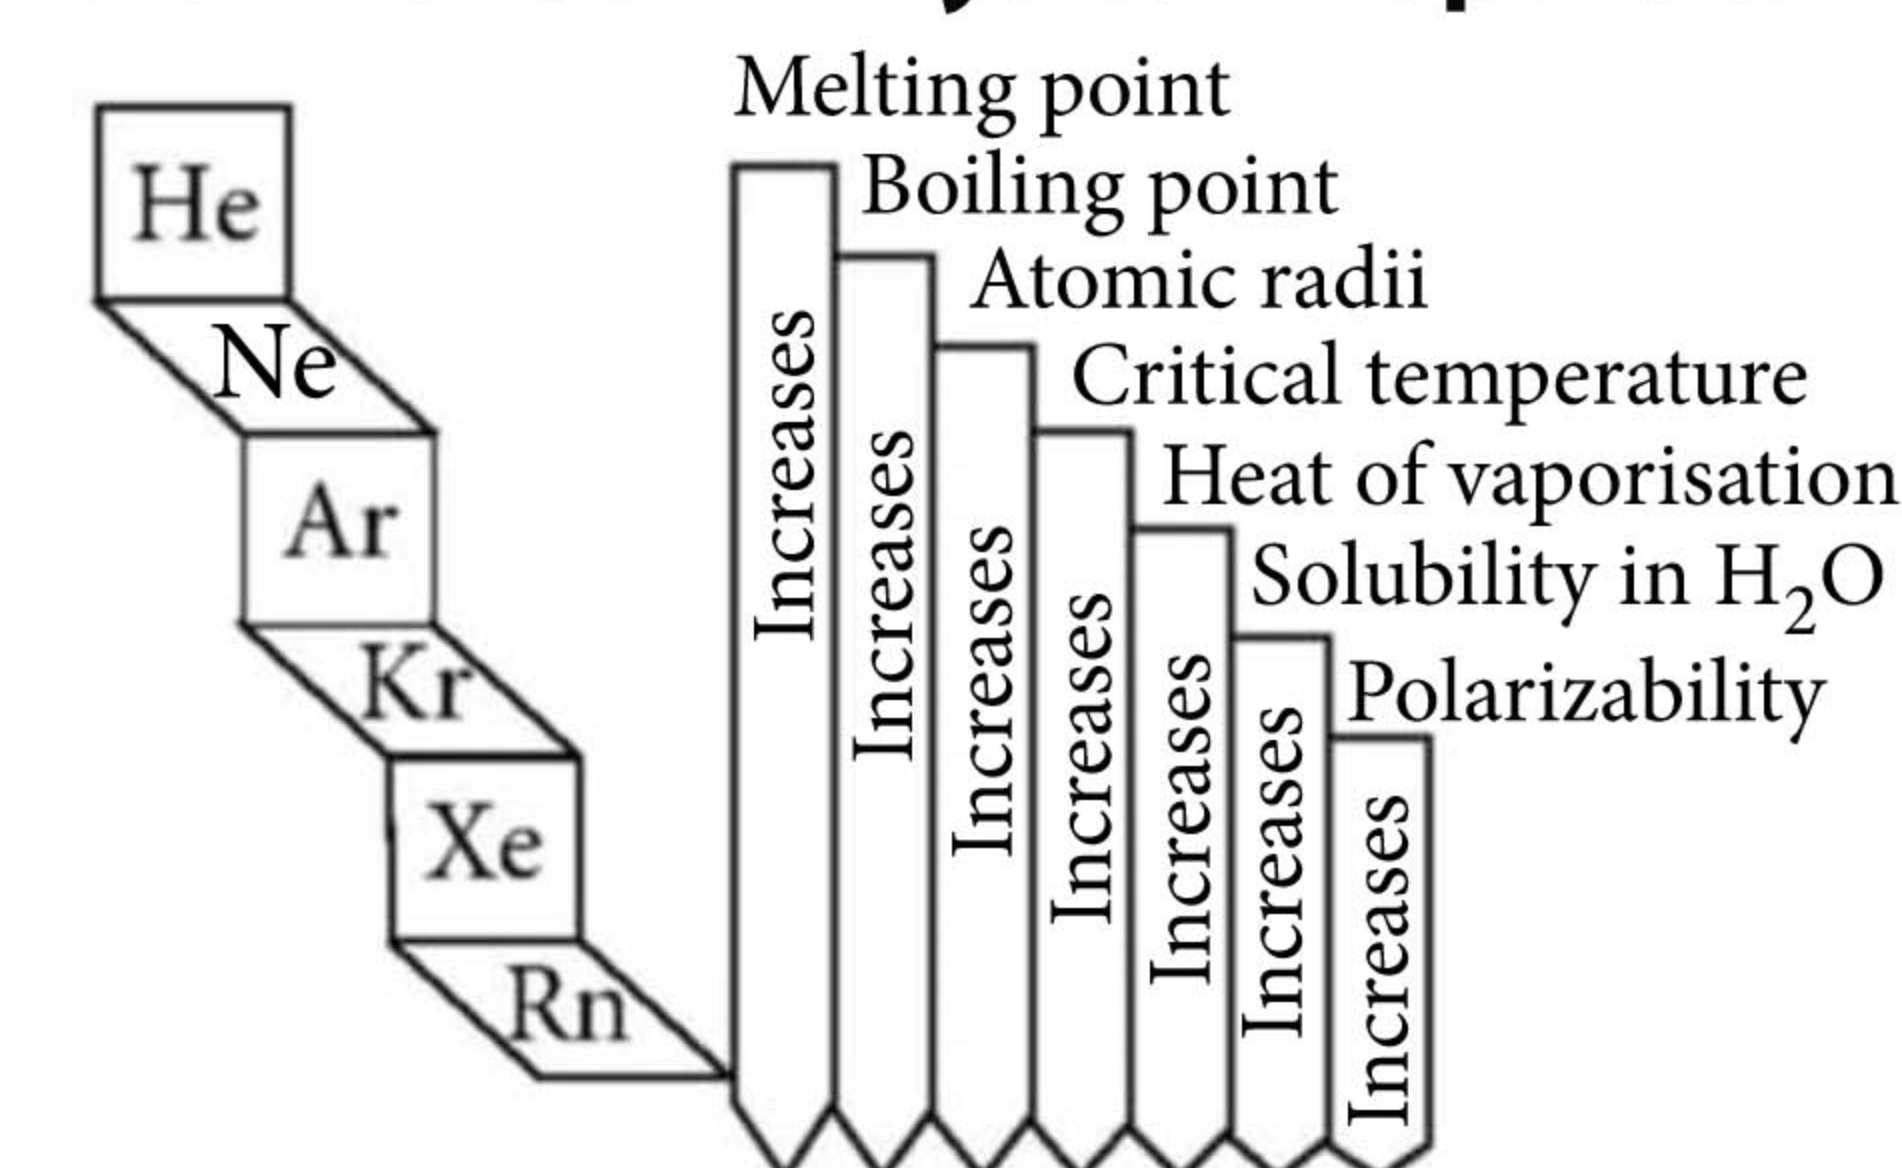 He
Ne
Ar
Kr
Xe
Rn
Melting point
Boiling point
Atomic radii
Critical temperature
Heat of vaporisation
Solubility in H₂O
Polarizability
Increases
Increases
Increases
Increases
Increases
Increases
Increases